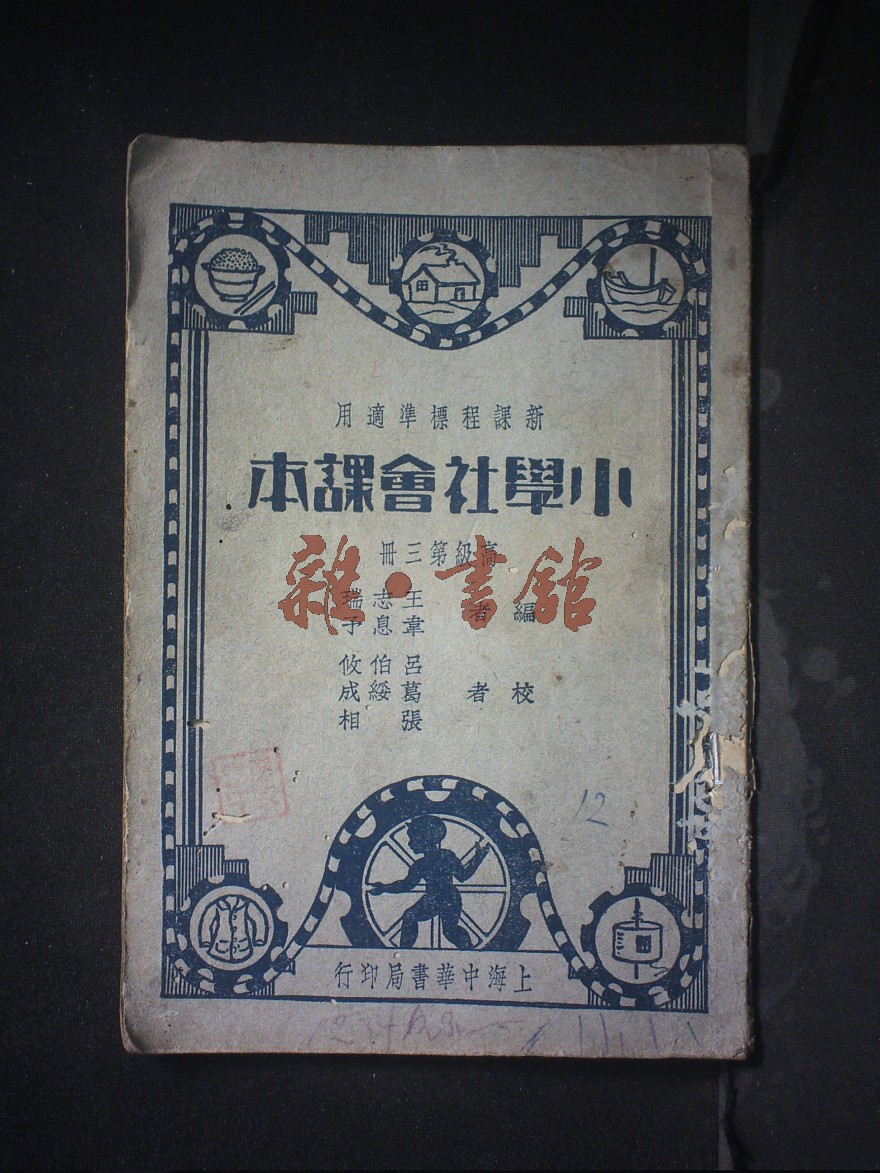 新課程標準適用
小學社會課本
高級第三冊
雜·書舘
編者 王志瑞
韋息予
校者 呂伯攸
葛綏成
張相
12
上海中華書局印行